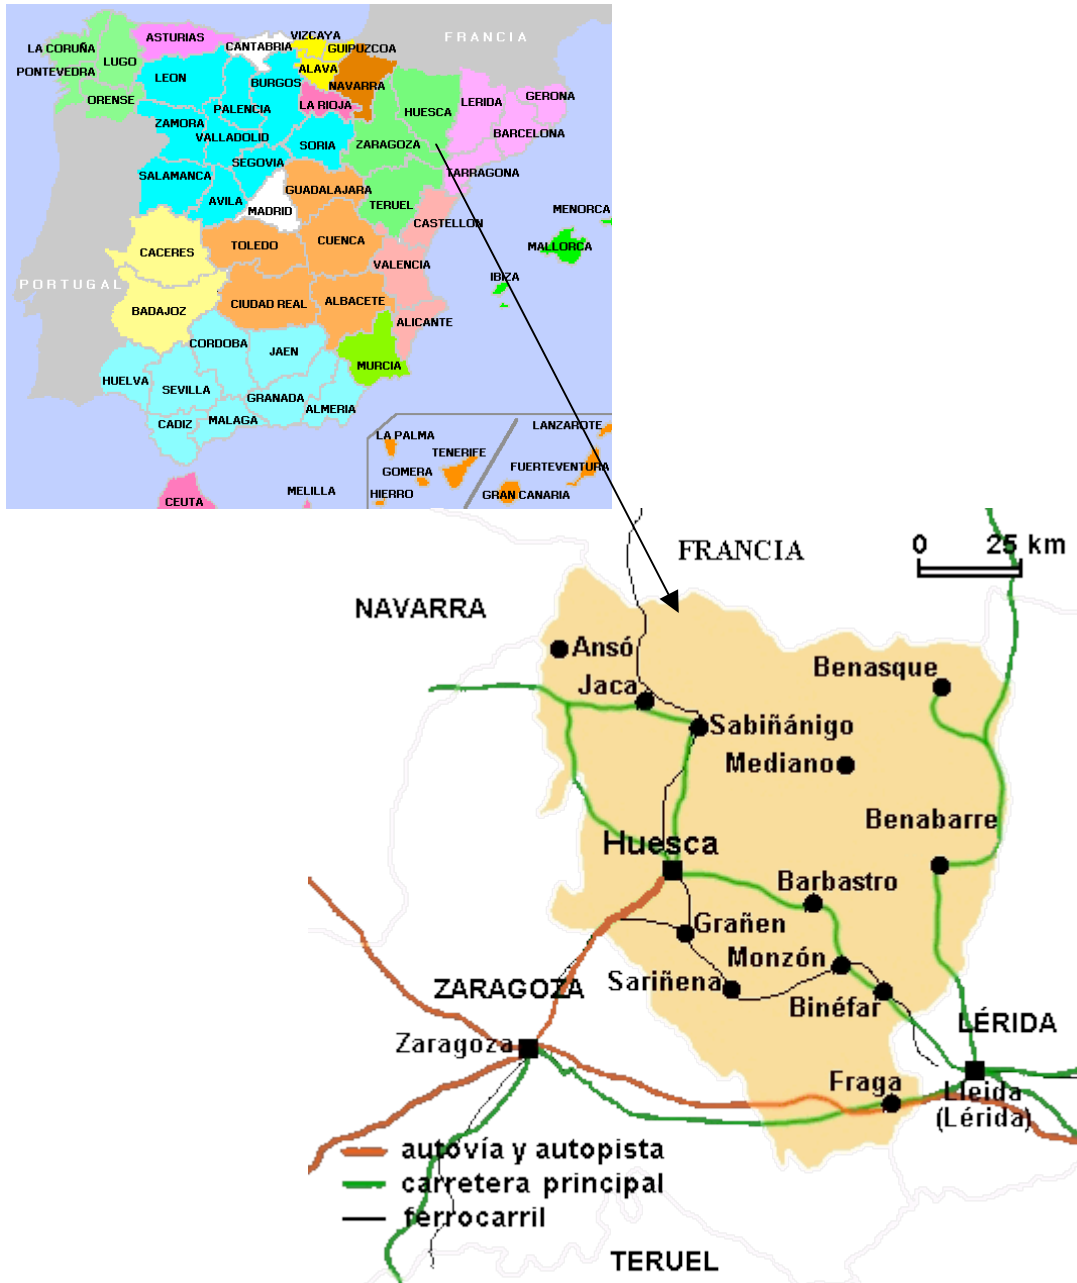 VIZCAYA
ASTURIAS
FRANCIA
LA CORUÑA
CANTABRIA
GUIPUZCOA
LUGO
PONTEVEDRA
LEON
ALAVA
BURGOS
NAVARRA
ORENSE
PALENCIA
LA RIOJA
HUESCA
LERIDA
GERONA
ZAMORA
VALLADOLID
SORIA
ZARAGOZA
BARCELONA
SEGOVIA
SALAMANCA
TARRAGONA
AVILA
MADRID
GUADALAJARA
TERUEL
CASTELLON
MENORCA
CACERES
TOLEDO
CUENCA
MALLORCA
VALENCIA
PORTUGAL
IBIZA
BADAJOZ
CIUDAD REAL
ALBACETE
ALICANTE
CORDOBA
JAEN
MURCIA
HUELVA
SEVILLA
GRANADA
ALMERIA
CADIZ
MALAGA
LA PALMA
LANZAROTE
TENERIFE
GOMERA
FUERTEVENTURA
HIERRO
GRAN CANARIA
CEUTA
MELILLA
FRANCIA
0 25 km
NAVARRA
Ansó
Benasque
Jaca
Sabiñánigo
Mediano
Benabarre
Huesca
Barbastro
Grañen
Monzón
Sariñena
ZARAGOZA
Binéfar
LÉRIDA
Zaragoza
Fraga
Lleida
(Lérida)
autovía y autopista
carretera principal
ferrocarril
TERUEL